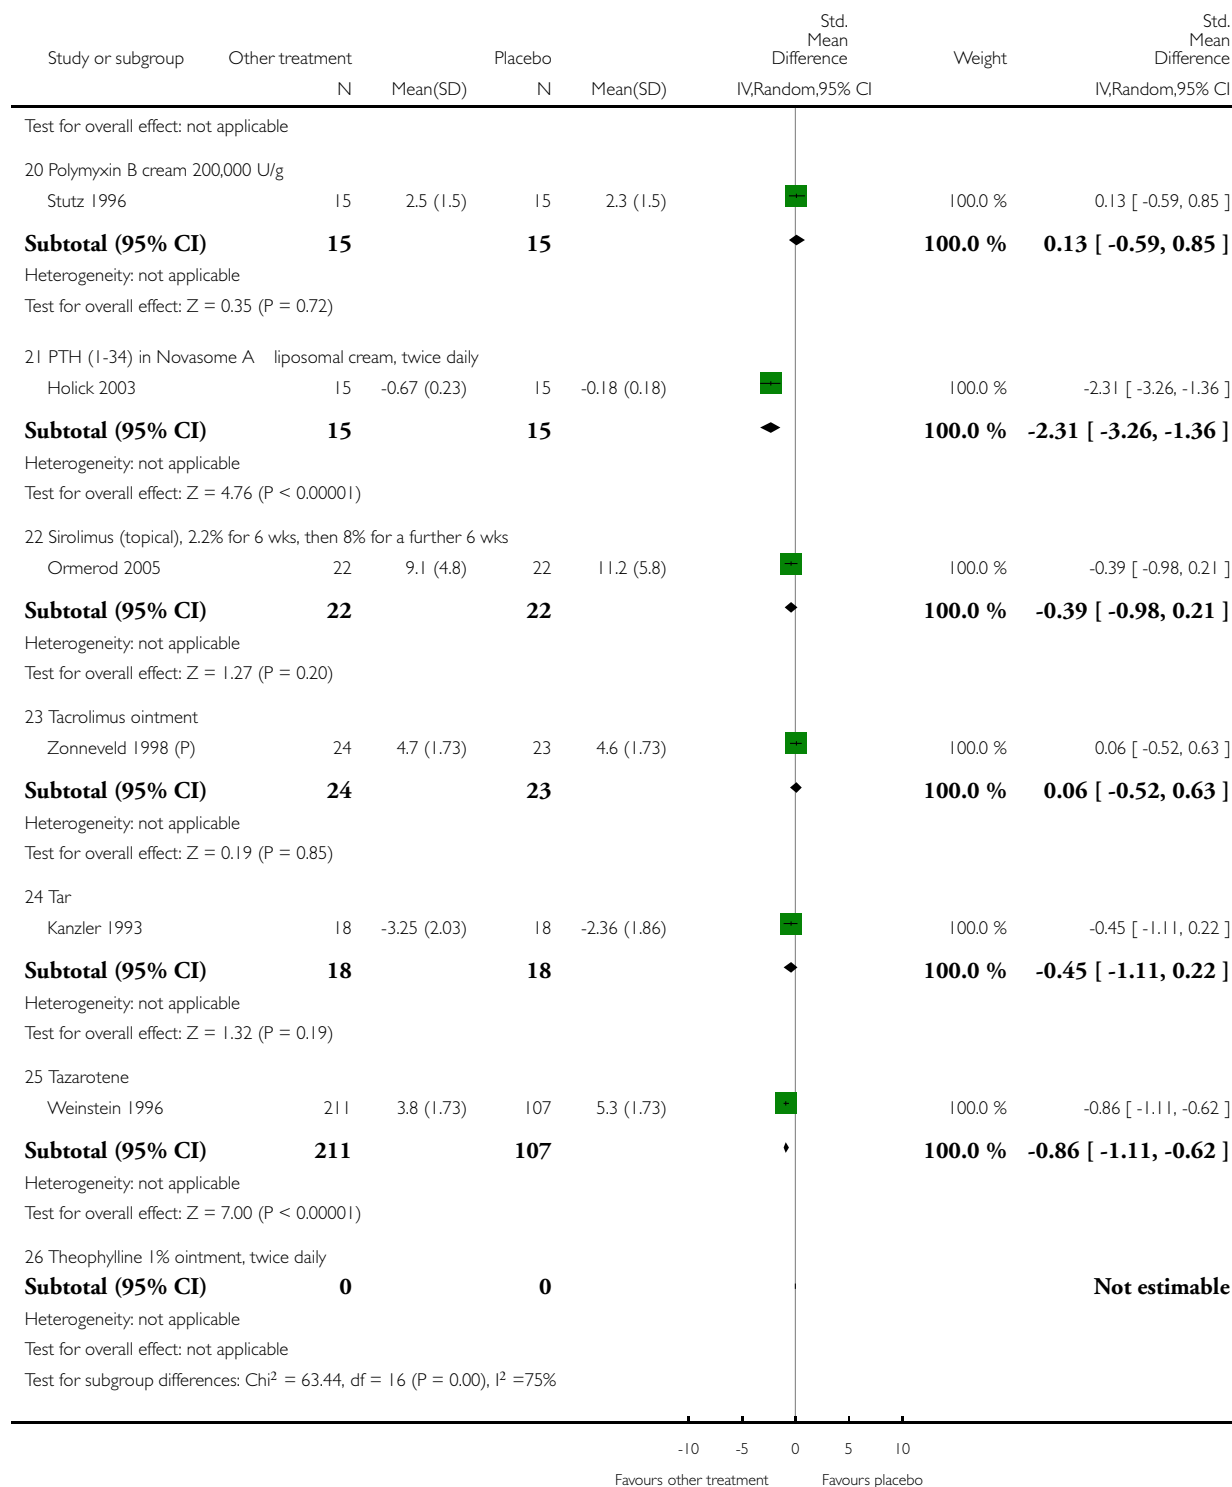 Study or subgroup Other treatment Placebo Std. Mean Difference Weight Std. Mean Difference
N Mean(SD) N Mean(SD) IV,Random,95% CI IV,Random,95% CI
Test for overall effect: not applicable
20 Polymyxin B cream 200,000 U/g
Stutz 1996 15 2.5 (1.5) 15 2.3 (1.5) 100.0 % 0.13 [ -0.59, 0.85 ]
Subtotal (95% CI) 15 15 100.0 % 0.13 [ -0.59, 0.85 ]
Heterogeneity: not applicable
Test for overall effect: Z = 0.35 (P = 0.72)
21 PTH (1-34) in Novasome A liposomal cream, twice daily
Holick 2003 15 -0.67 (0.23) 15 -0.18 (0.18) 100.0 % -2.31 [ -3.26, -1.36 ]
Subtotal (95% CI) 15 15 100.0 % -2.31 [ -3.26, -1.36 ]
Heterogeneity: not applicable
Test for overall effect: Z = 4.76 (P < 0.00001)
22 Sirolimus (topical), 2.2% for 6 wks, then 8% for a further 6 wks
Ormerod 2005 22 9.1 (4.8) 22 11.2 (5.8) 100.0 % -0.39 [ -0.98, 0.21 ]
Subtotal (95% CI) 22 22 100.0 % -0.39 [ -0.98, 0.21 ]
Heterogeneity: not applicable
Test for overall effect: Z = 1.27 (P = 0.20)
23 Tacrolimus ointment
Zonneveld 1998 (P) 24 4.7 (1.73) 23 4.6 (1.73) 100.0 % 0.06 [ -0.52, 0.63 ]
Subtotal (95% CI) 24 23 100.0 % 0.06 [ -0.52, 0.63 ]
Heterogeneity: not applicable
Test for overall effect: Z = 0.19 (P = 0.85)
24 Tar
Kanzler 1993 18 -3.25 (2.03) 18 -2.36 (1.86) 100.0 % -0.45 [ -1.11, 0.22 ]
Subtotal (95% CI) 18 18 100.0 % -0.45 [ -1.11, 0.22 ]
Heterogeneity: not applicable
Test for overall effect: Z = 1.32 (P = 0.19)
25 Tazarotene
Weinstein 1996 211 3.8 (1.73) 107 5.3 (1.73) 100.0 % -0.86 [ -1.11, -0.62 ]
Subtotal (95% CI) 211 107 100.0 % -0.86 [ -1.11, -0.62 ]
Heterogeneity: not applicable
Test for overall effect: Z = 7.00 (P < 0.00001)
26 Theophylline 1% ointment, twice daily
Subtotal (95% CI) 0 0 Not estimable
Heterogeneity: not applicable
Test for overall effect: not applicable
Test for subgroup differences: Chi² = 63.44, df = 16 (P = 0.00), I² =75%
-10 -5 0 5 10
Favours other treatment Favours placebo